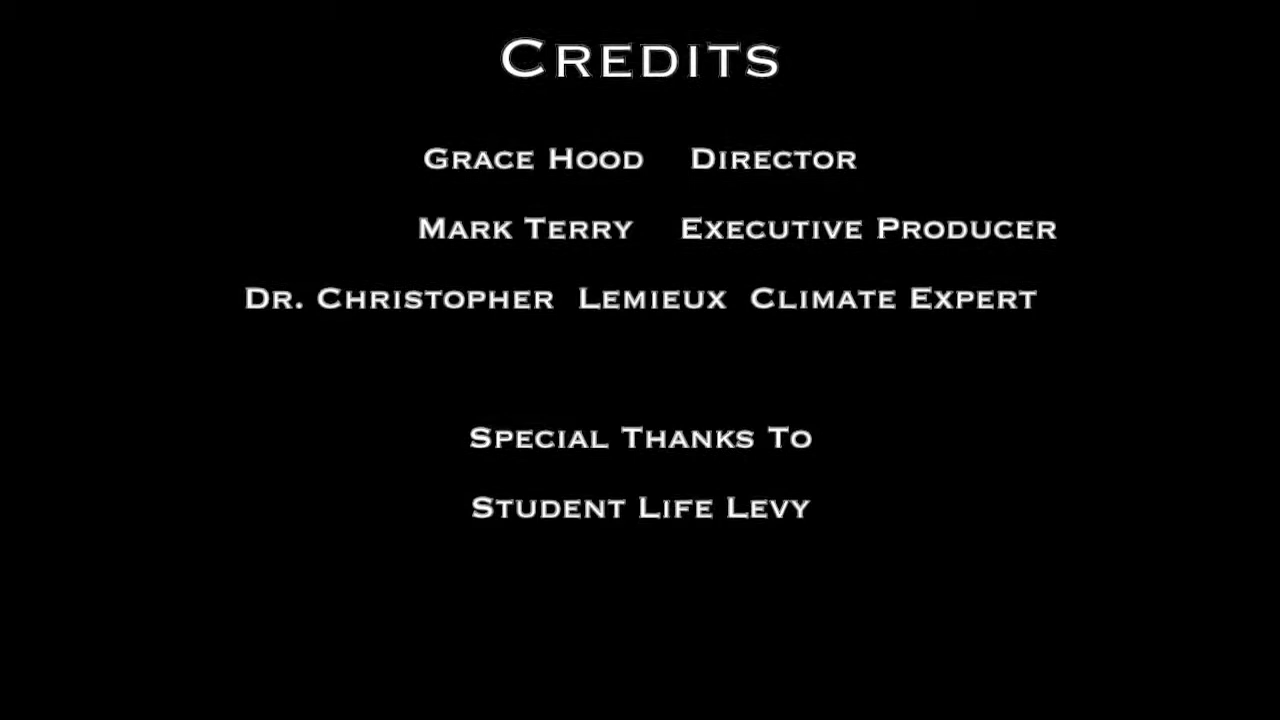 Credits
Grace Hood Director
Mark Terry Executive Producer
Dr. Christopher Lemieux Climate Expert
Special Thanks To
Student Life Levy